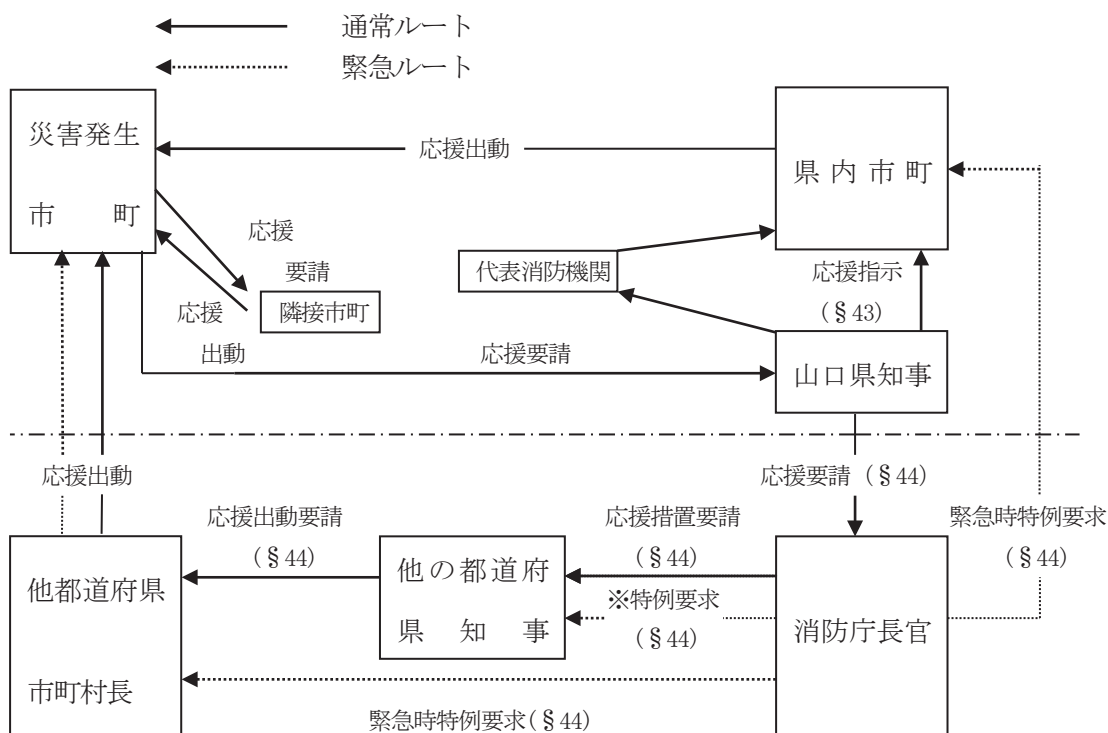 通常ルート
緊急ルート
災害発生
市　　町
応援出動
県内市町
応援
要請
代表消防機関
応援指示
(§43)
応援
隣接市町
出動
応援要請
山口県知事
応援出動
応援要請(§44)
応援出動要請
(§44)
応援措置要請
(§44)
緊急時特例要求
(§44)
他都道府県
市町村長
他の都道府
県　知　事
※特例要求
(§44)
消防庁長官
緊急時特例要求(§44)